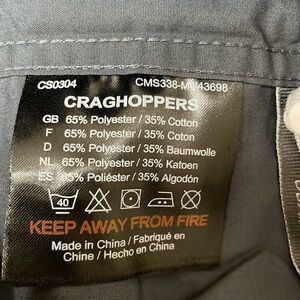 CS0304 CMS338-MU43698
CRAGHOPPERS
GB 65% Polyester / 35% Cotton
F 65% Polyester / 35% Coton
D 65% Polyester / 35% Baumwolle
NL 65% Polyester / 35% Katoen
ES 65% Poliéster / 35% Algodón
40
KEEP AWAY FROM FIRE
Made in China / Fabriqué en
Chine / Hecho en China